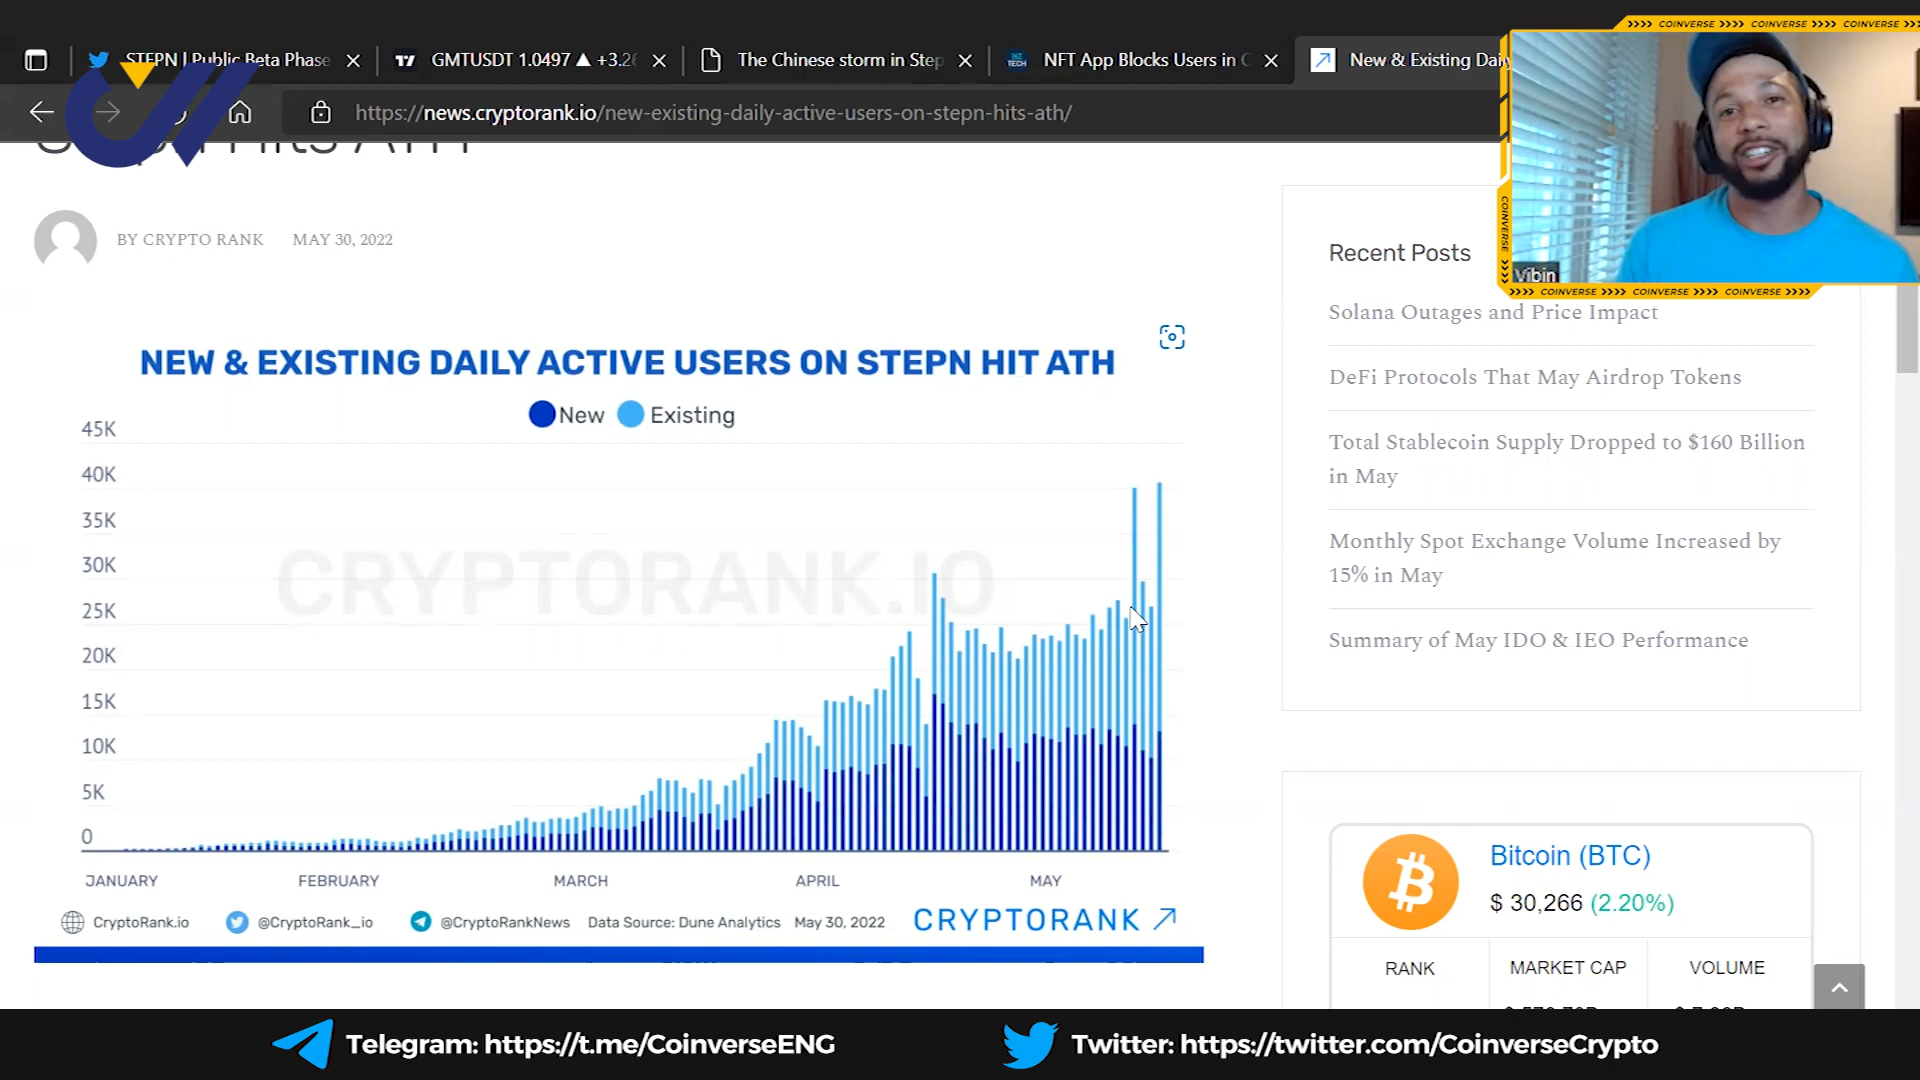 COINVERSE COINVERSE COINVERSE
STEPN | Public Beta Phase
GMTUSDT 1.0497 ▲ +3.2
The Chinese storm in Step
NFT App Blocks Users in
New & Existing Dai
https://news.cryptorank.io/new-existing-daily-active-users-on-stepn-hits-ath/
COINVERSE
Vibin
COINVERSE COINVERSE COINVERSE
BY CRYPTO RANK MAY 30, 2022
NEW & EXISTING DAILY ACTIVE USERS ON STEPN HIT ATH
New Existing
45K
40K
35K
30K
25K
20K
15K
10K
5K
0
CRYPTORANK.IO
JANUARY FEBRUARY MARCH APRIL MAY
CryptoRank.io @CryptoRank_io @CryptoRankNews Data Source: Dune Analytics May 30, 2022 CRYPTORANK
Recent Posts
Solana Outages and Price Impact
DeFi Protocols That May Airdrop Tokens
Total Stablecoin Supply Dropped to $160 Billion
in May
Monthly Spot Exchange Volume Increased by
15% in May
Summary of May IDO & IEO Performance
Bitcoin (BTC)
$ 30,266 (2.20%)
RANK MARKET CAP VOLUME
Telegram: https://t.me/CoinverseENG
Twitter: https://twitter.com/CoinverseCrypto